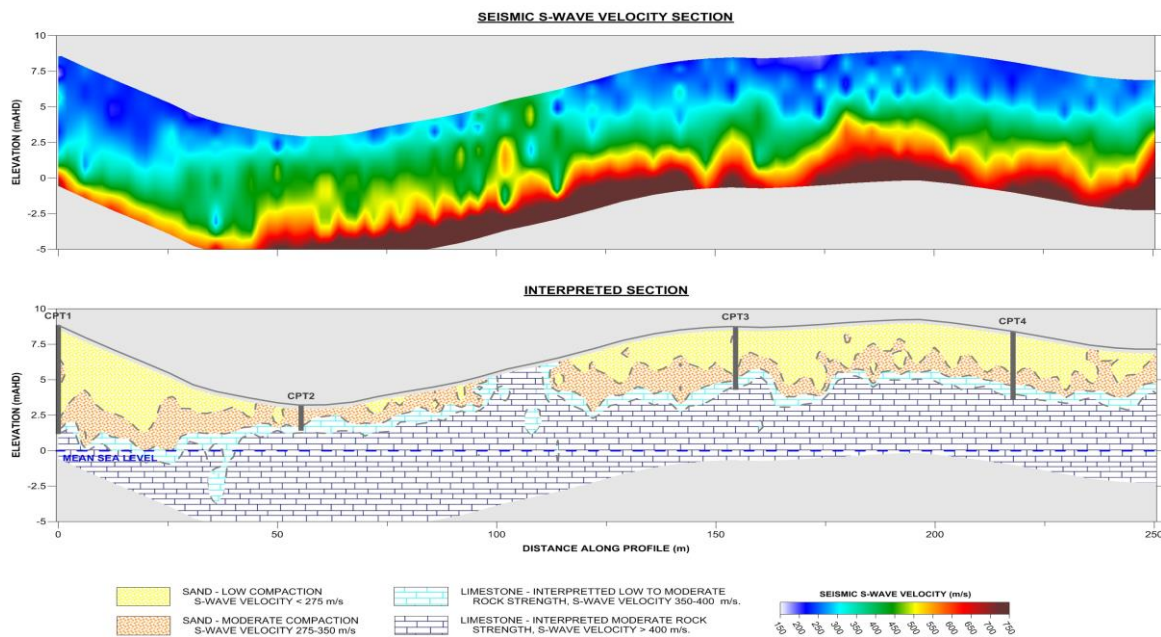 SEISMIC S-WAVE VELOCITY SECTION
10
7.5
5
2.5
0
-2.5
-5
ELEVATION (mAHD)
INTERPRETED SECTION
10
7.5
5
2.5
0
-2.5
-5
ELEVATION (mAHD)
CPT1
CPT2
CPT3
CPT4
MEAN SEA LEVEL
0 50 100 150 200 250
DISTANCE ALONG PROFILE (m)
SAND - LOW COMPACTION
S-WAVE VELOCITY < 275 m/s
SAND - MODERATE COMPACTION
S-WAVE VELOCITY 275-350 m/s
LIMESTONE - INTERPRETTED LOW TO MODERATE
ROCK STRENGTH, S-WAVE VELOCITY 350-400 m/s.
LIMESTONE - INTERPRETED MODERATE ROCK
STRENGTH, S-WAVE VELOCITY > 400 m/s.
SEISMIC S-WAVE VELOCITY (m/s)
150 200 250 300 350 400 450 500 550 600 650 700 750